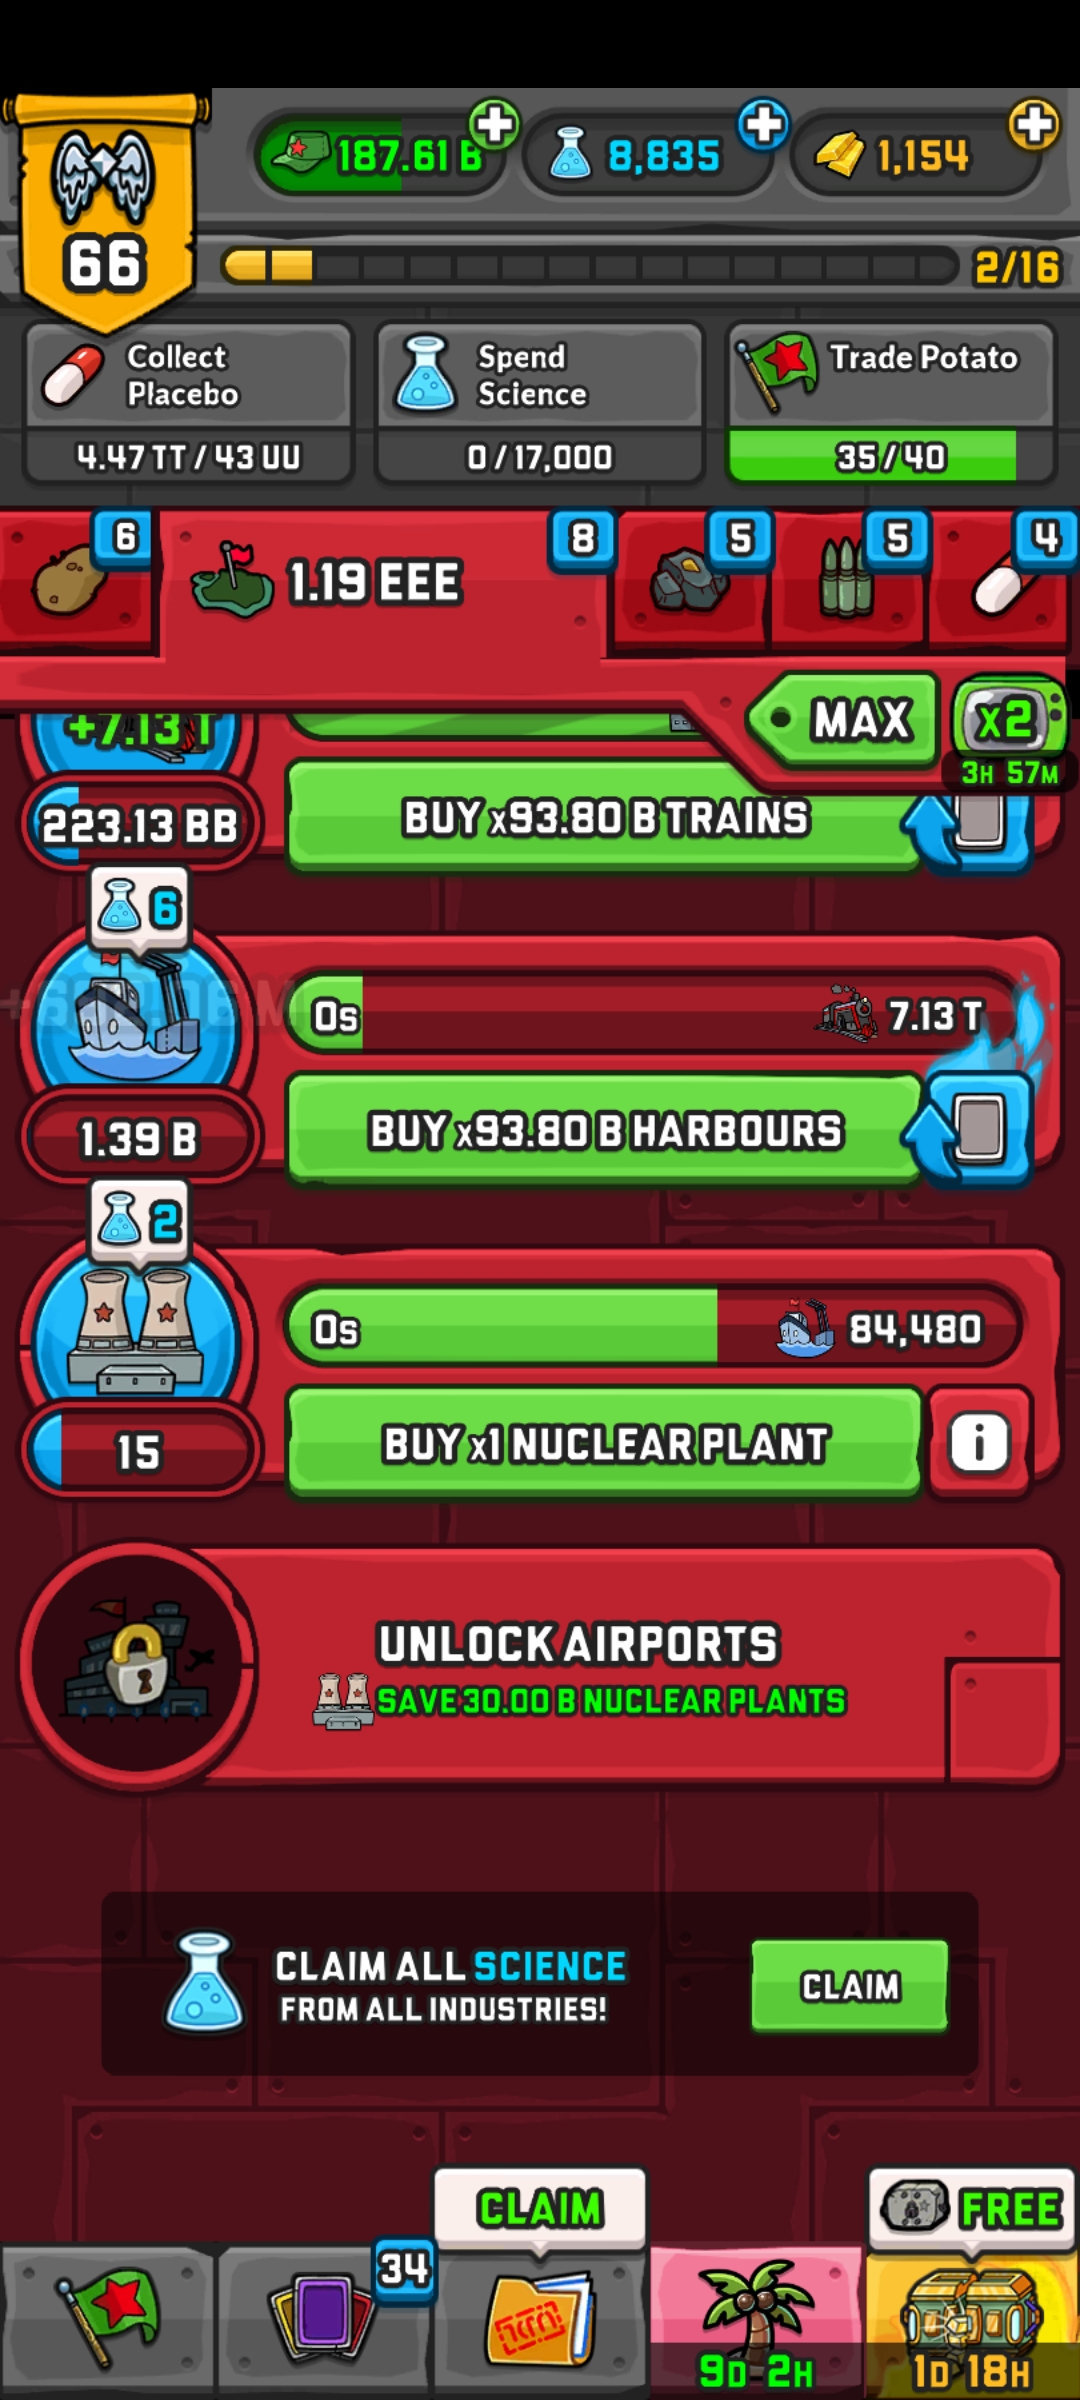 66
187.61 B
8,835
1,154
2/16
Collect
Placebo
4.47 TT / 43 UU
Spend
Science
0 / 17,000
Trade Potato
35 / 40
6
1.19 EEE
8
5
5
4
MAX
x2
3H 57M
+7.13 T
223.13 BB
BUY x93.80 B TRAINS
6
0s
7.13 T
1.39 B
BUY x93.80 B HARBOURS
2
0s
84,480
15
BUY x1 NUCLEAR PLANT
i
UNLOCK AIRPORTS
SAVE 30.00 B NUCLEAR PLANTS
CLAIM ALL SCIENCE
FROM ALL INDUSTRIES!
CLAIM
CLAIM
FREE
34
9D 2H
1D 18H